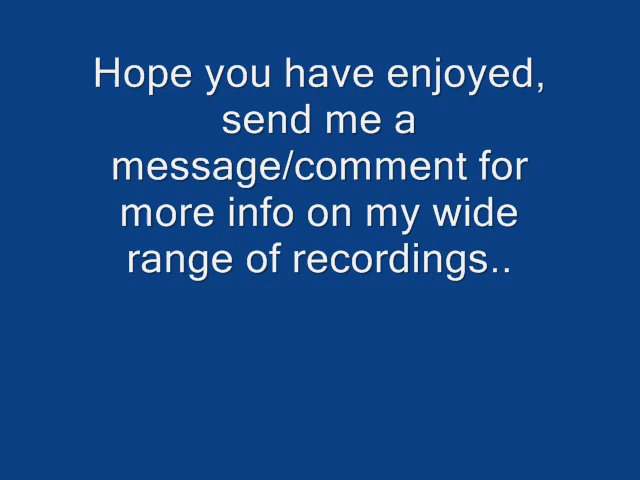 Hope you have enjoyed,
send me a
message/comment for
more info on my wide
range of recordings..